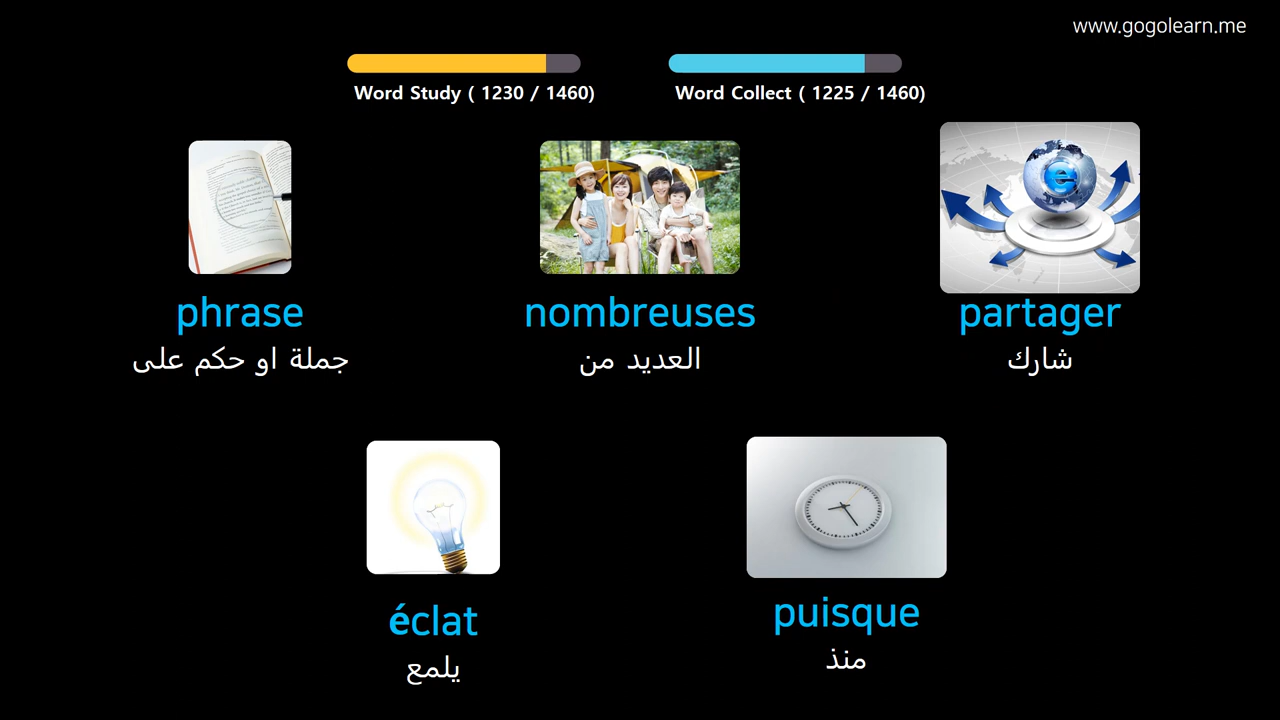 www.gogolearn.me
Word Study ( 1230 / 1460)
Word Collect ( 1225 / 1460)
phrase
جملة او حكم على
nombreuses
العديد من
partager
شارك
éclat
يلمع
puisque
منذ